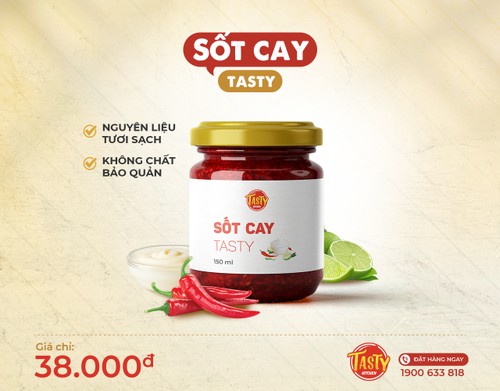 SỐT CAY
TASTY
NGUYÊN LIỆU
TƯƠI SẠCH
KHÔNG CHẤT
BẢO QUẢN
TASTY
SỐT CAY
TASTY
150 ml
Giá chỉ:
38.000đ
TASTY
KITCHEN
ĐẶT HÀNG NGAY
1900 633 818